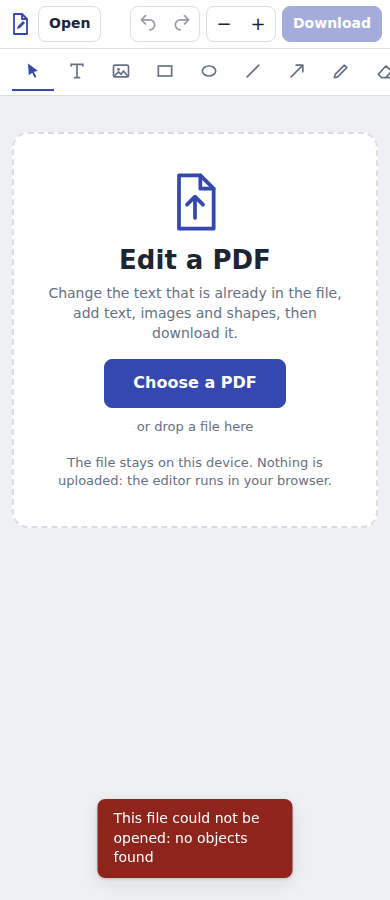 Open
− +
Download
T
Edit a PDF
Change the text that is already in the file,
add text, images and shapes, then
download it.
Choose a PDF
or drop a file here
The file stays on this device. Nothing is
uploaded: the editor runs in your browser.
This file could not be
opened: no objects
found